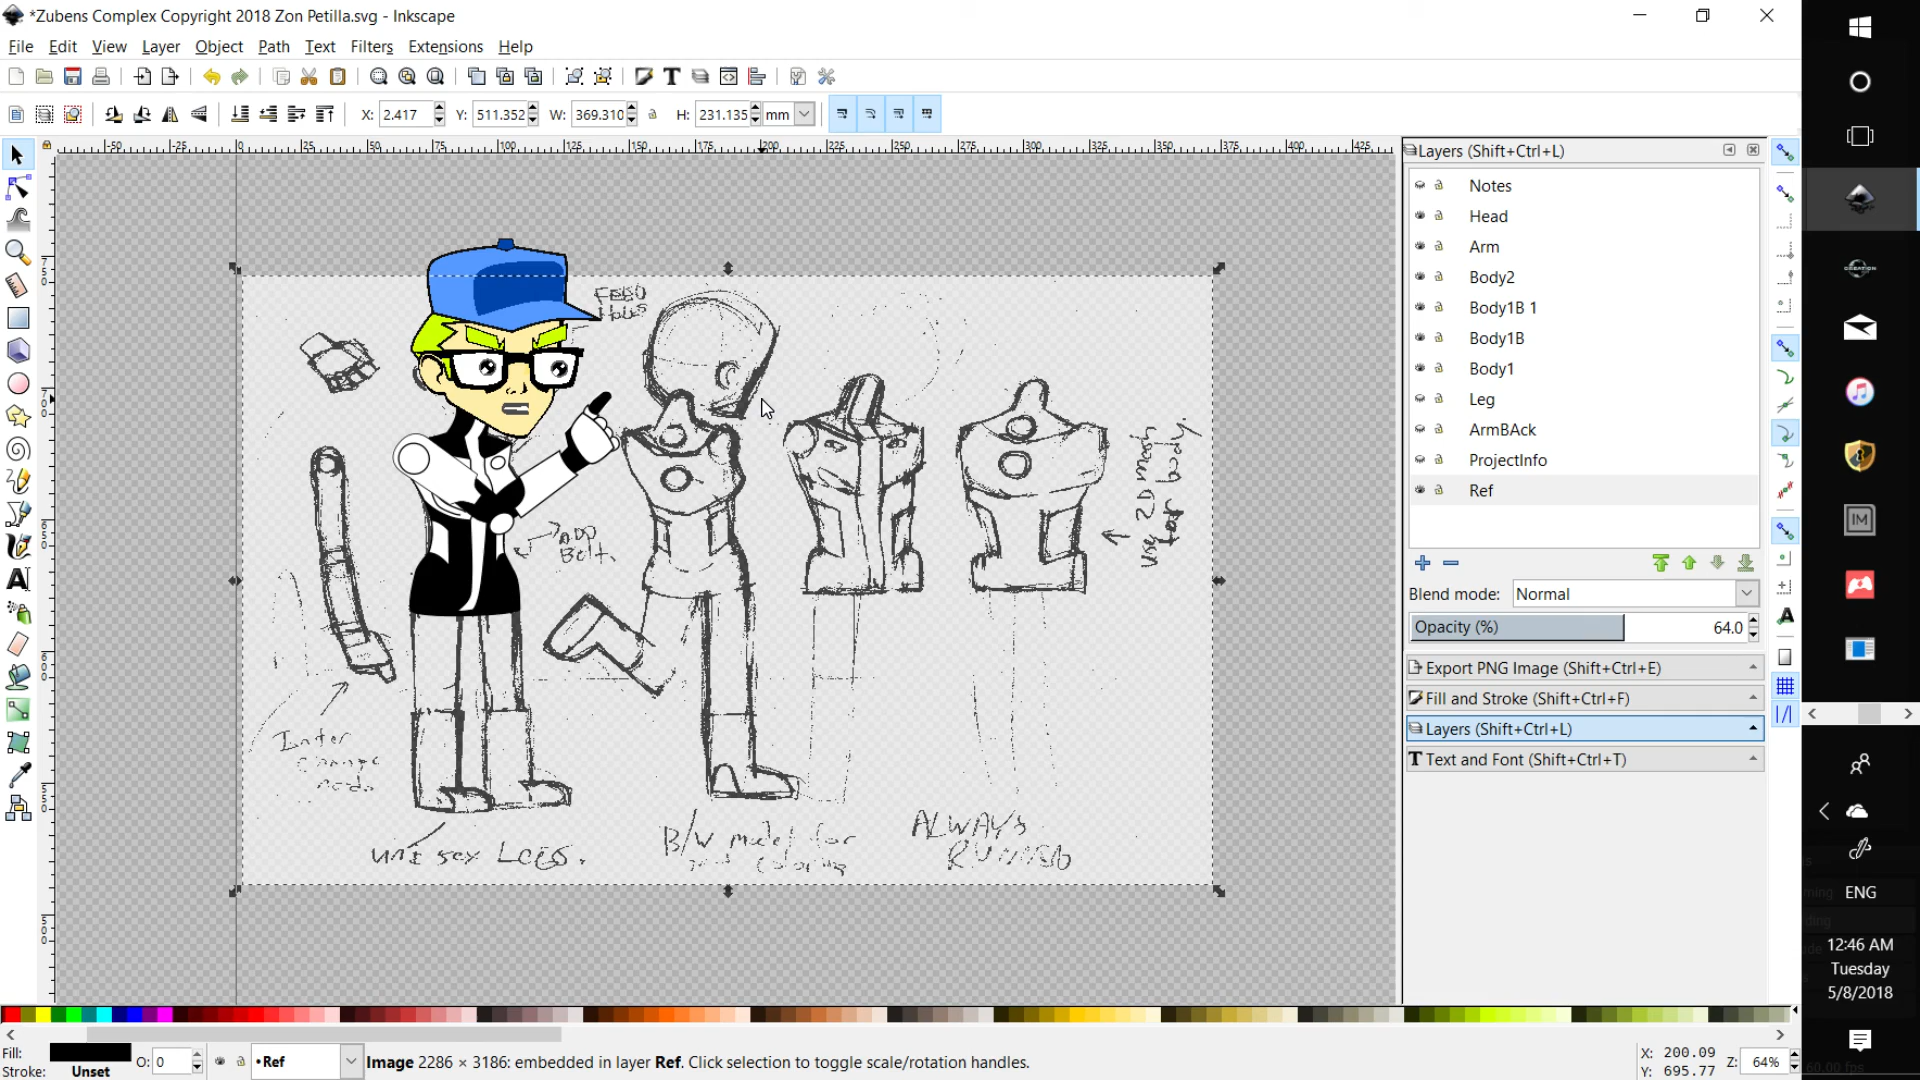 *Zubens Complex Copyright 2018 Zon Petilla.svg - Inkscape
File Edit View Layer Object Path Text Filters Extensions Help
X: 2.417 Y: 511.352 W: 369.310 H: 231.135 mm
Layers (Shift+Ctrl+L)
Notes
Head
Arm
Body2
Body1B 1
Body1B
Body1
Leg
ArmBAck
ProjectInfo
Ref
Blend mode: Normal
Opacity (%) 64.0
Export PNG Image (Shift+Ctrl+E)
Fill and Stroke (Shift+Ctrl+F)
Layers (Shift+Ctrl+L)
Text and Font (Shift+Ctrl+T)
ADD
Belt.
uni sex LEGS.
B/W model for
ALWAYS
IM
ENG
12:46 AM
Tuesday
5/8/2018
Fill: O: 0 •Ref Image 2286 × 3186: embedded in layer Ref. Click selection to toggle scale/rotation handles.
Stroke: Unset
X: 200.09
Y: 695.77
Z: 64%
60.00 fps